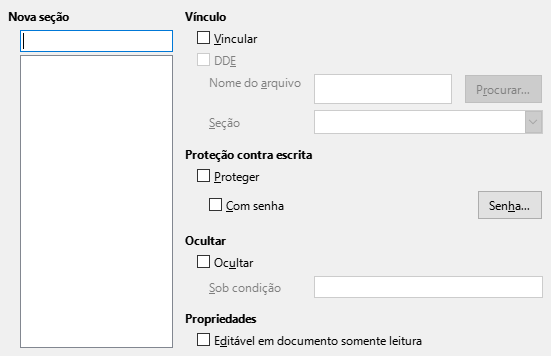 Nova seção
Vínculo
Vincular
DDE
Nome do arquivo
Procurar...
Seção
Proteção contra escrita
Proteger
Com senha
Senha...
Ocultar
Ocultar
Sob condição
Propriedades
Editável em documento somente leitura